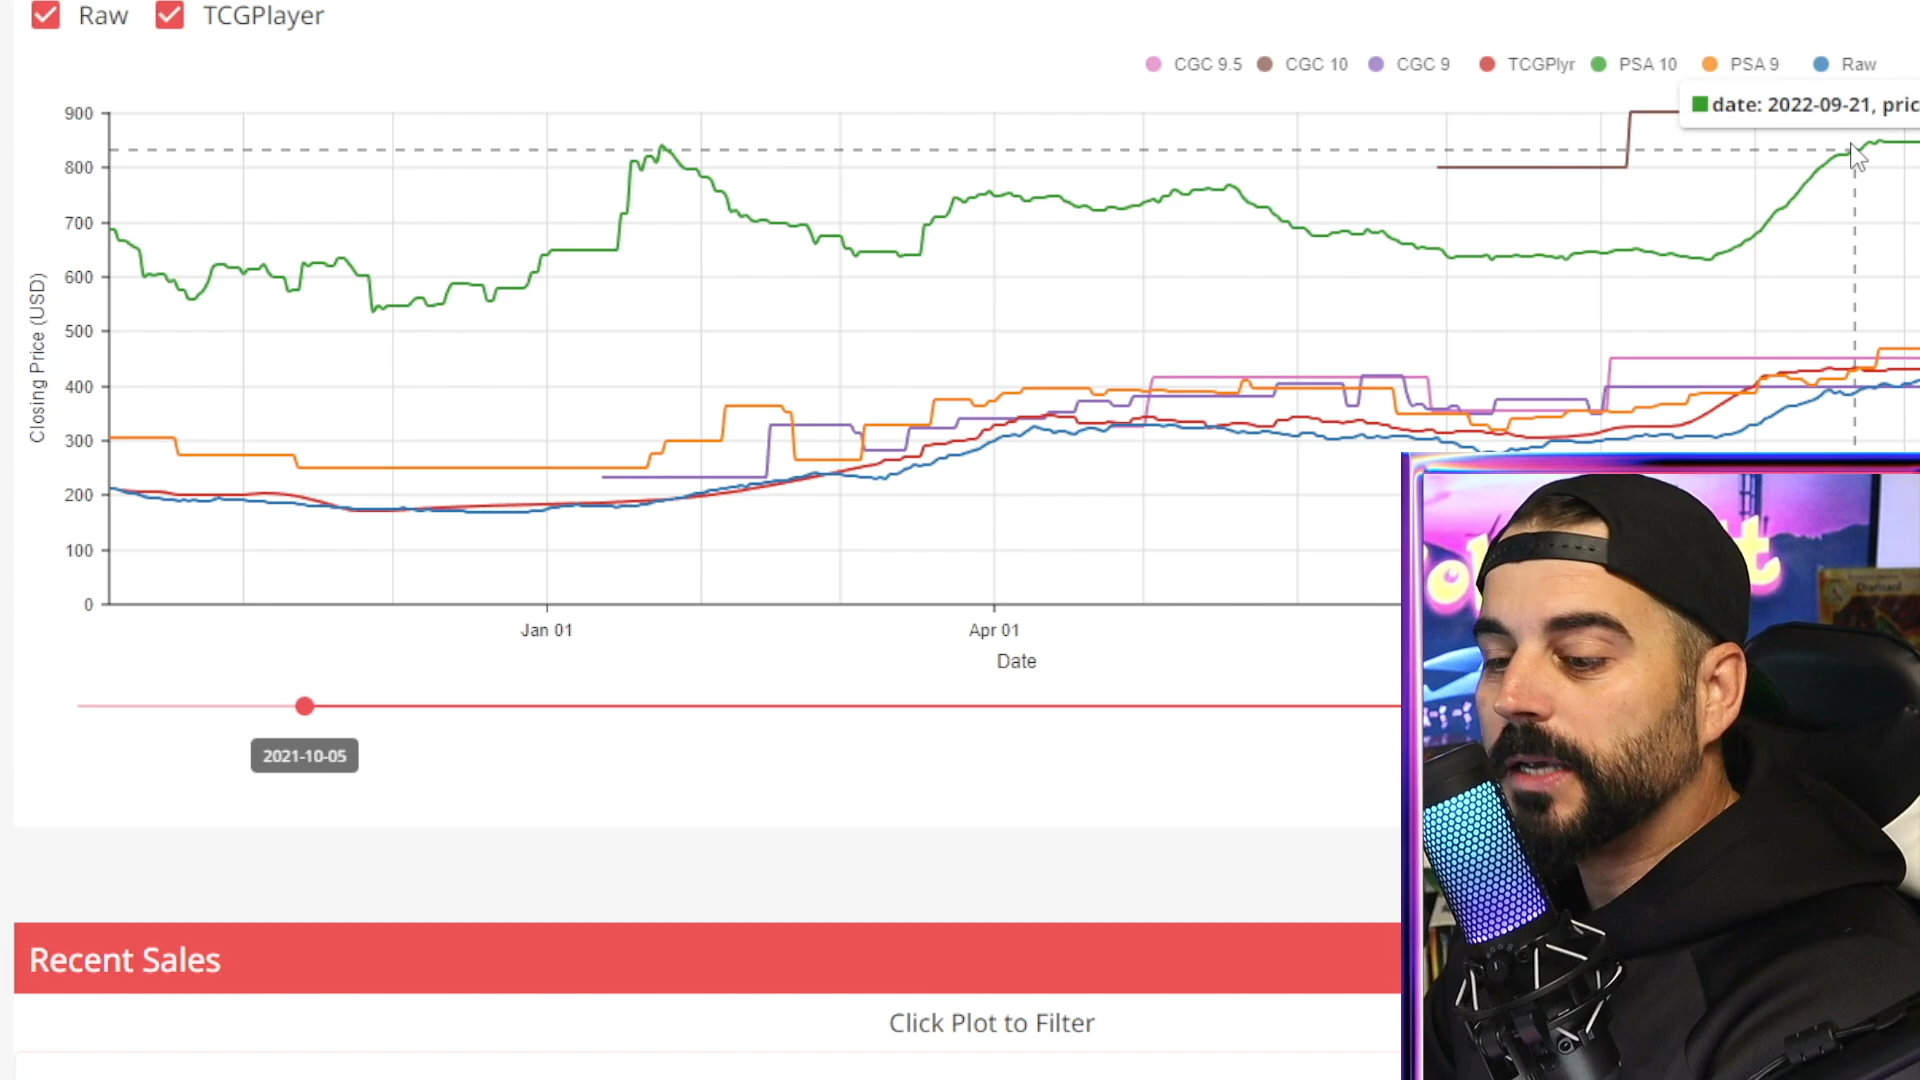 Raw TCGPlayer
CGC 9.5 CGC 10 CGC 9 TCGPlyr PSA 10 PSA 9 Raw
date: 2022-09-21, pric
900
800
700
600
500
400
300
200
100
0
Closing Price (USD)
Jan 01 Apr 01
Date
2021-10-05
Recent Sales
Click Plot to Filter